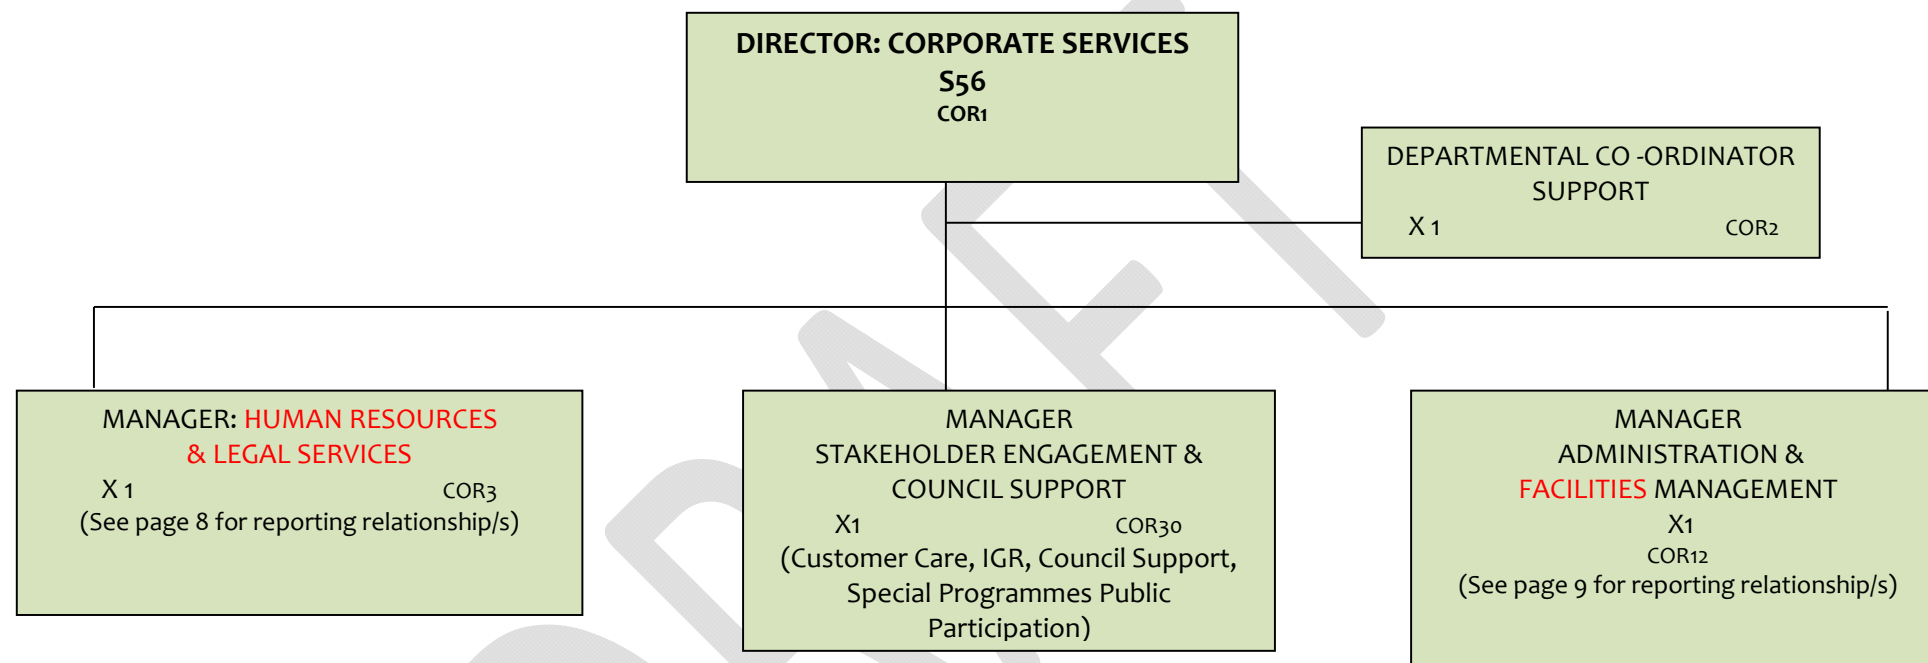 DIRECTOR: CORPORATE SERVICES
S56
COR1
DEPARTMENTAL CO -ORDINATOR
SUPPORT
X 1 COR2
MANAGER: HUMAN RESOURCES
& LEGAL SERVICES
X 1 COR3
(See page 8 for reporting relationship/s)
MANAGER
STAKEHOLDER ENGAGEMENT &
COUNCIL SUPPORT
X1 COR30
(Customer Care, IGR, Council Support,
Special Programmes Public
Participation)
MANAGER
ADMINISTRATION &
FACILITIES MANAGEMENT
X1
COR12
(See page 9 for reporting relationship/s)
DRAFT